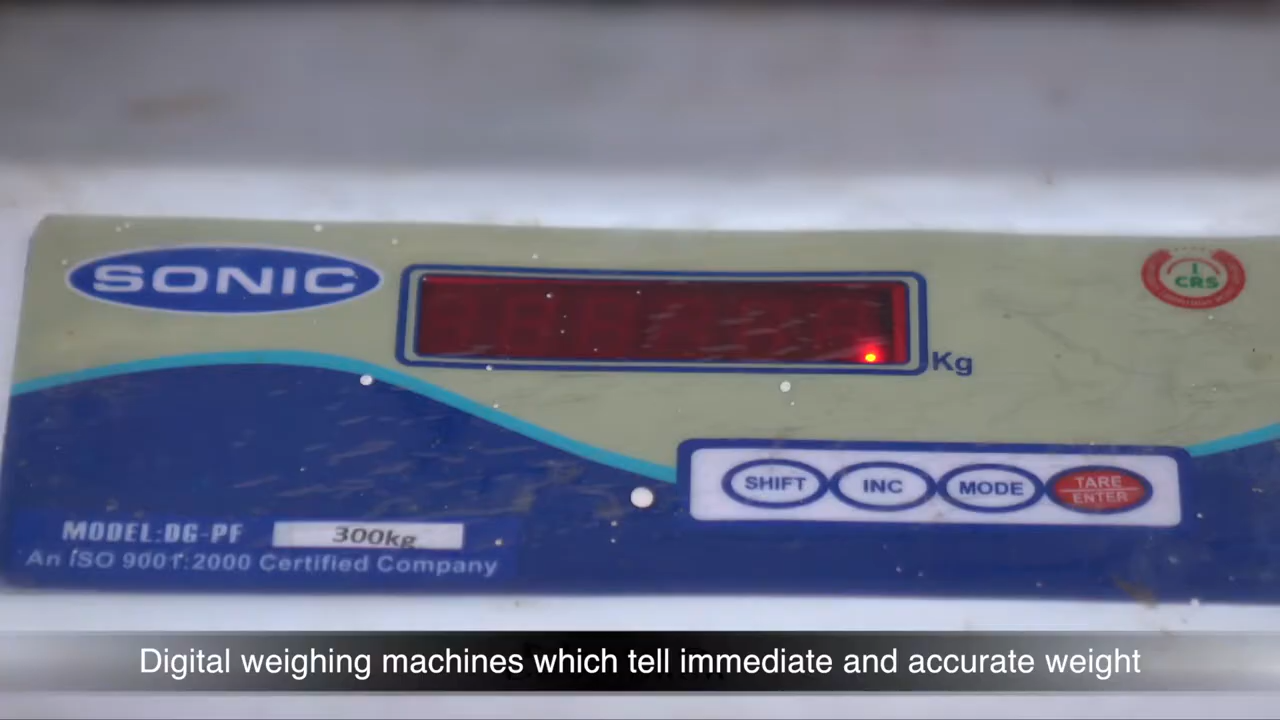 SONIC
I
CRS
Kg
SHIFT
INC
MODE
TARE
ENTER
MODEL:DG-PF
300kg
An ISO 9001:2000 Certified Company
Digital weighing machines which tell immediate and accurate weight